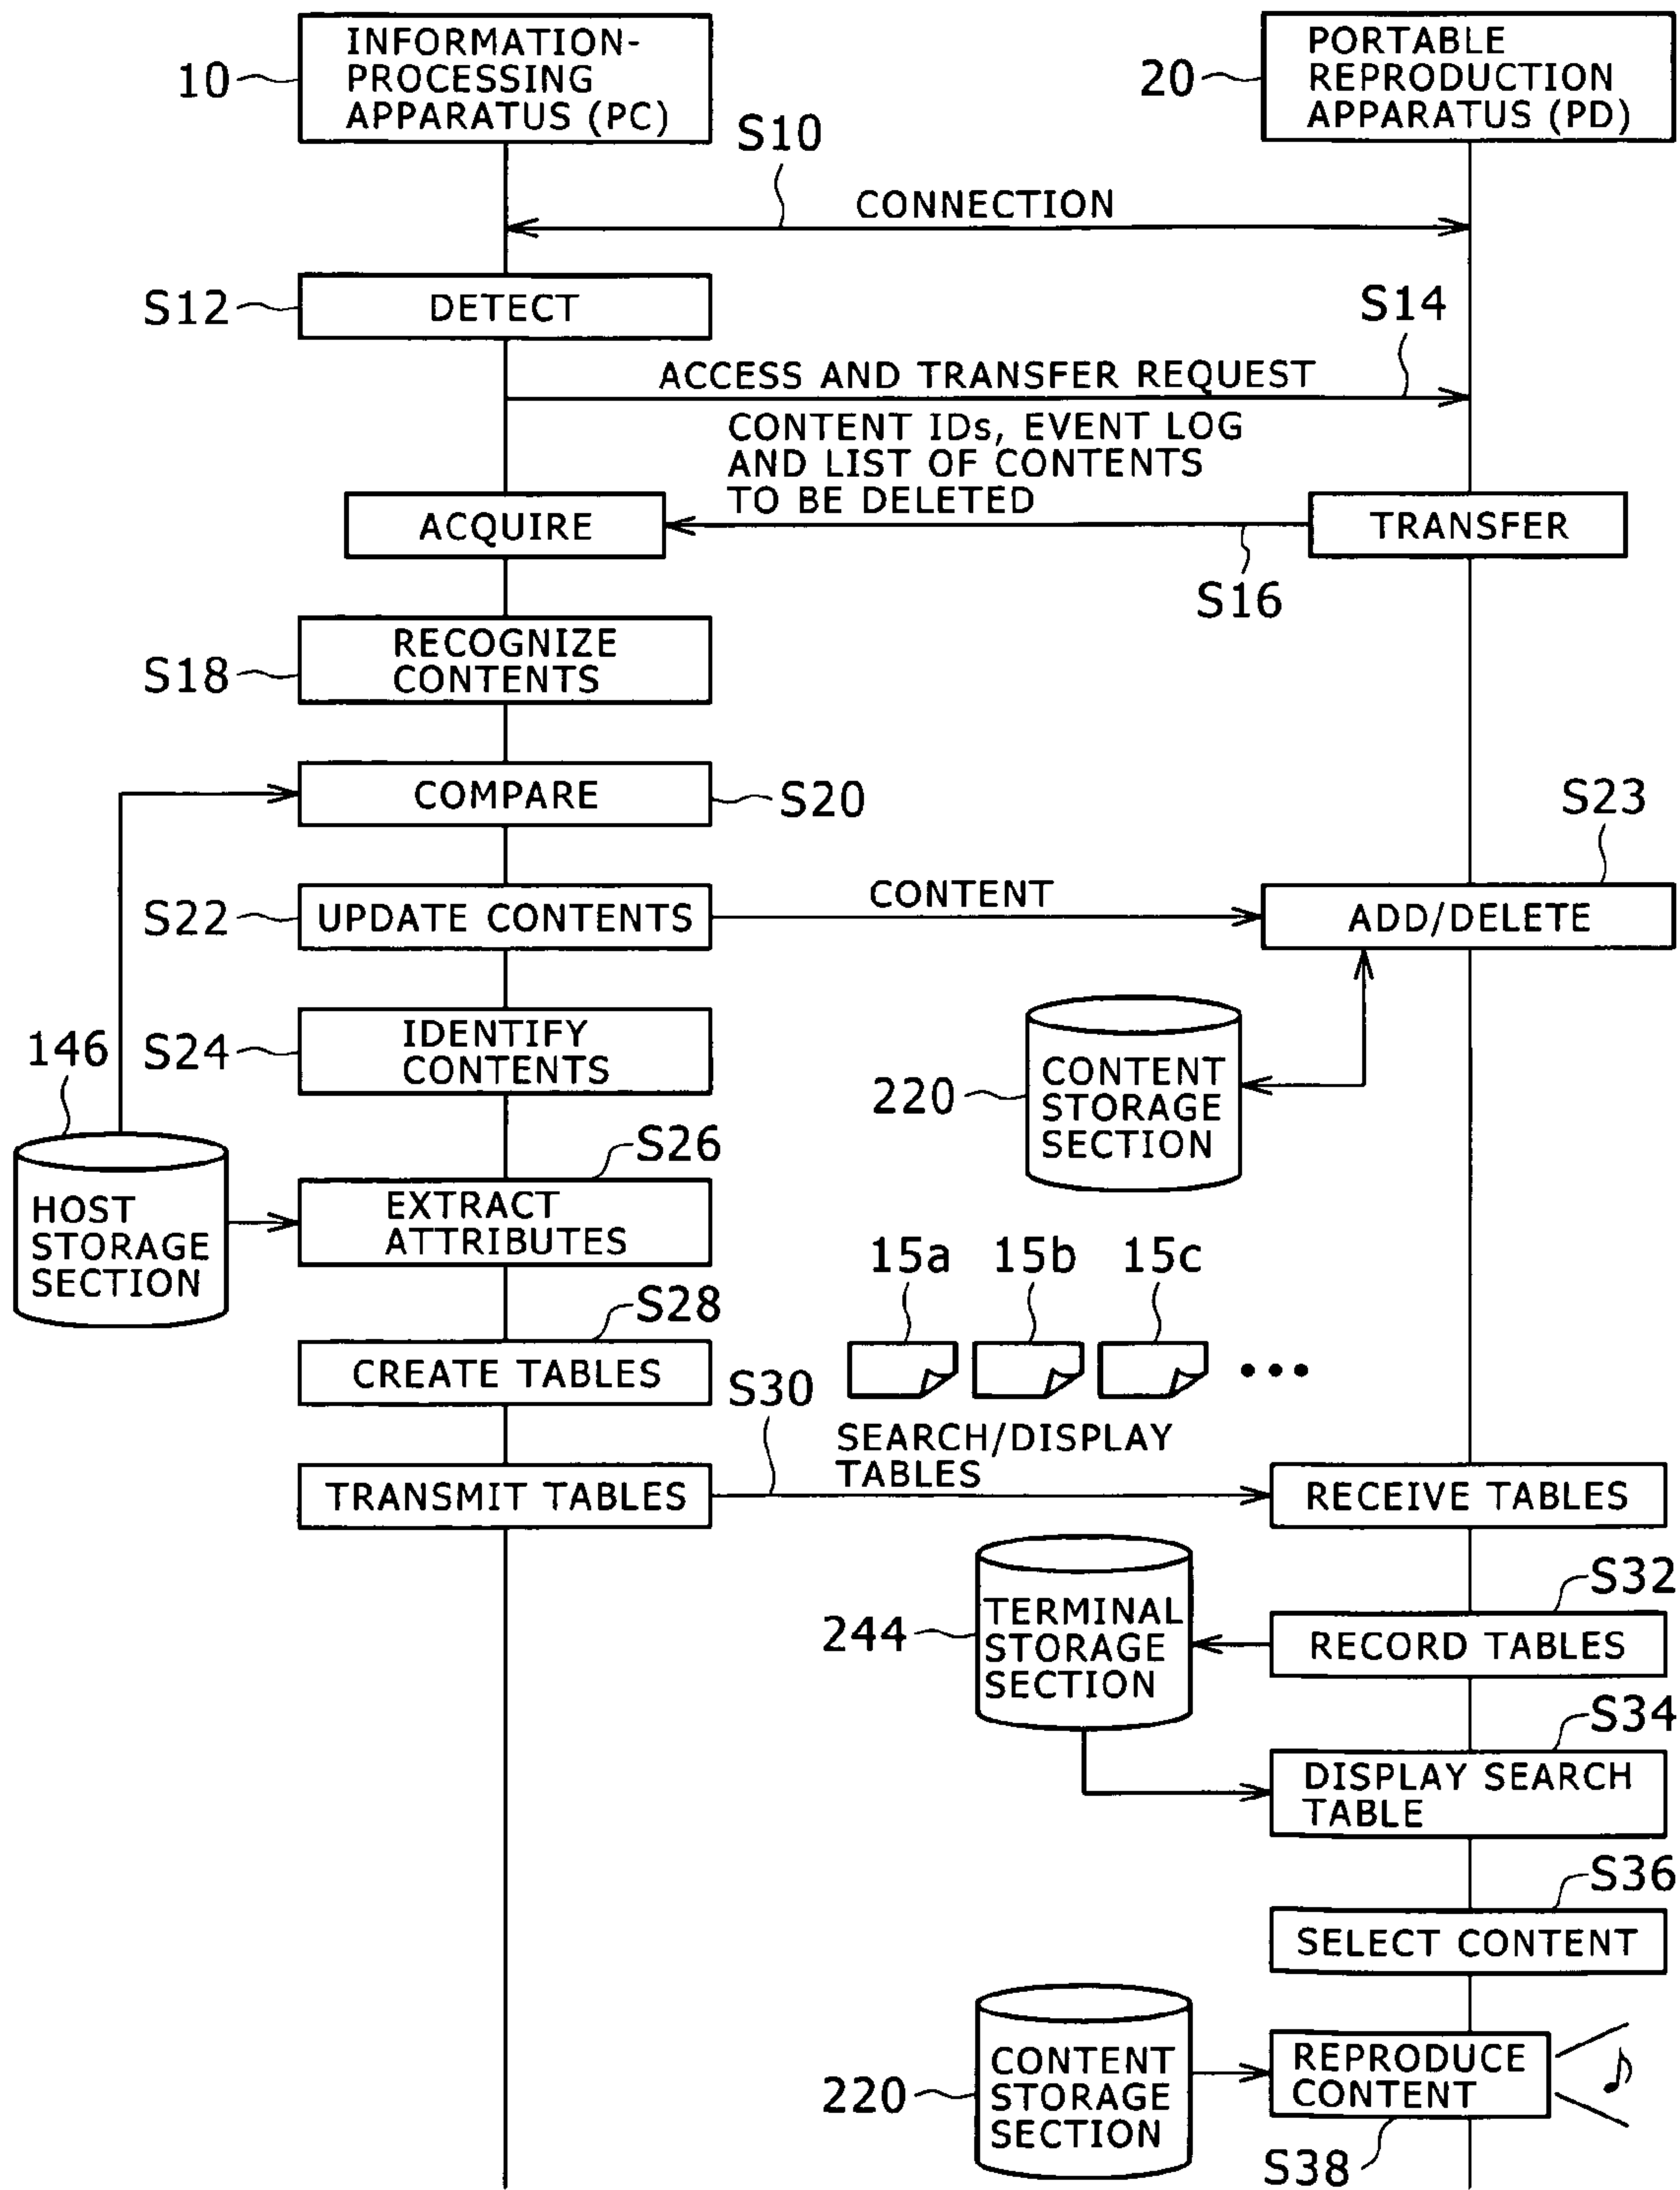 INFORMATION-
PROCESSING
APPARATUS (PC)
10
PORTABLE
REPRODUCTION
APPARATUS (PD)
20
S10
CONNECTION
S12
DETECT
S14
ACCESS AND TRANSFER REQUEST
CONTENT IDs, EVENT LOG
AND LIST OF CONTENTS
TO BE DELETED
ACQUIRE
TRANSFER
S16
S18
RECOGNIZE
CONTENTS
COMPARE
S20
S23
S22
UPDATE CONTENTS
CONTENT
ADD/DELETE
146
S24
IDENTIFY
CONTENTS
220
CONTENT
STORAGE
SECTION
S26
HOST
STORAGE
SECTION
EXTRACT
ATTRIBUTES
15a
15b
15c
S28
CREATE TABLES
S30
SEARCH/DISPLAY
TABLES
TRANSMIT TABLES
RECEIVE TABLES
S32
244
TERMINAL
STORAGE
SECTION
RECORD TABLES
S34
DISPLAY SEARCH
TABLE
S36
SELECT CONTENT
220
CONTENT
STORAGE
SECTION
REPRODUCE
CONTENT
S38